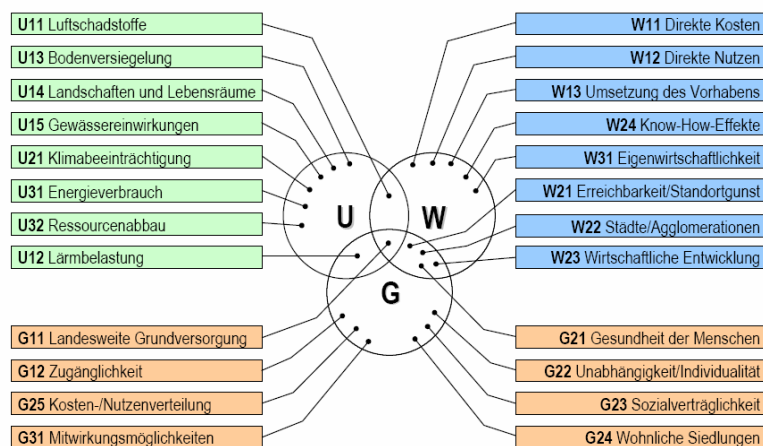 U11 Luftschadstoffe
U13 Bodenversiegelung
U14 Landschaften und Lebensräume
U15 Gewässereinwirkungen
U21 Klimabeeinträchtigung
U31 Energieverbrauch
U32 Ressourcenabbau
U12 Lärmbelastung
W11 Direkte Kosten
W12 Direkte Nutzen
W13 Umsetzung des Vorhabens
W24 Know-How-Effekte
W31 Eigenwirtschaftlichkeit
W21 Erreichbarkeit/Standortgunst
W22 Städte/Agglomerationen
W23 Wirtschaftliche Entwicklung
U
W
G
G11 Landesweite Grundversorgung
G12 Zugänglichkeit
G25 Kosten-/Nutzenverteilung
G31 Mitwirkungsmöglichkeiten
G21 Gesundheit der Menschen
G22 Unabhängigkeit/Individualität
G23 Sozialverträglichkeit
G24 Wohnliche Siedlungen